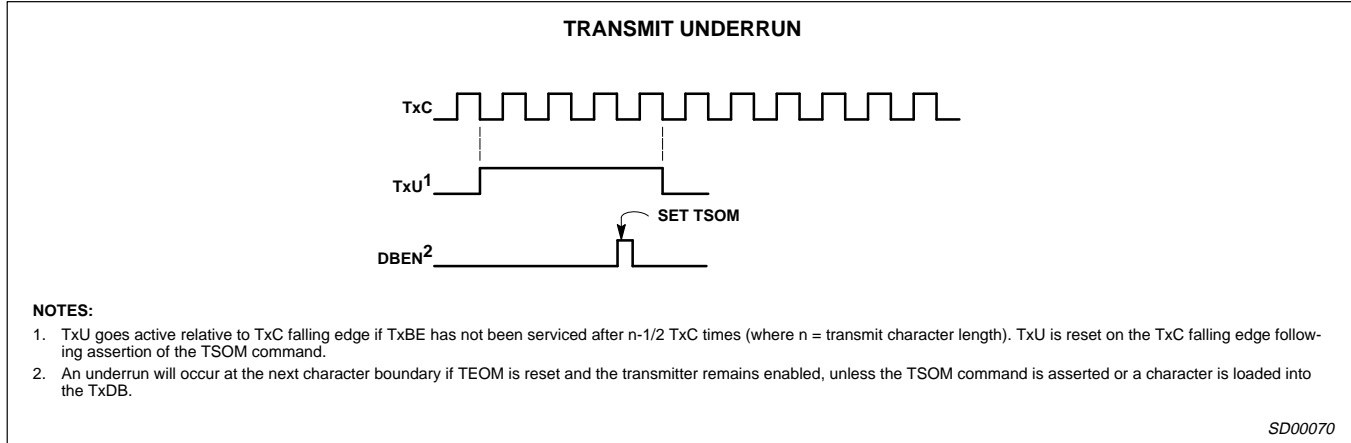 TRANSMIT UNDERRUN
TxC
TxU1
SET TSOM
DBEN2
NOTES:
1. TxU goes active relative to TxC falling edge if TxBE has not been serviced after n-1/2 TxC times (where n = transmit character length). TxU is reset on the TxC falling edge follow-
ing assertion of the TSOM command.
2. An underrun will occur at the next character boundary if TEOM is reset and the transmitter remains enabled, unless the TSOM command is asserted or a character is loaded into
the TxDB.
SD00070